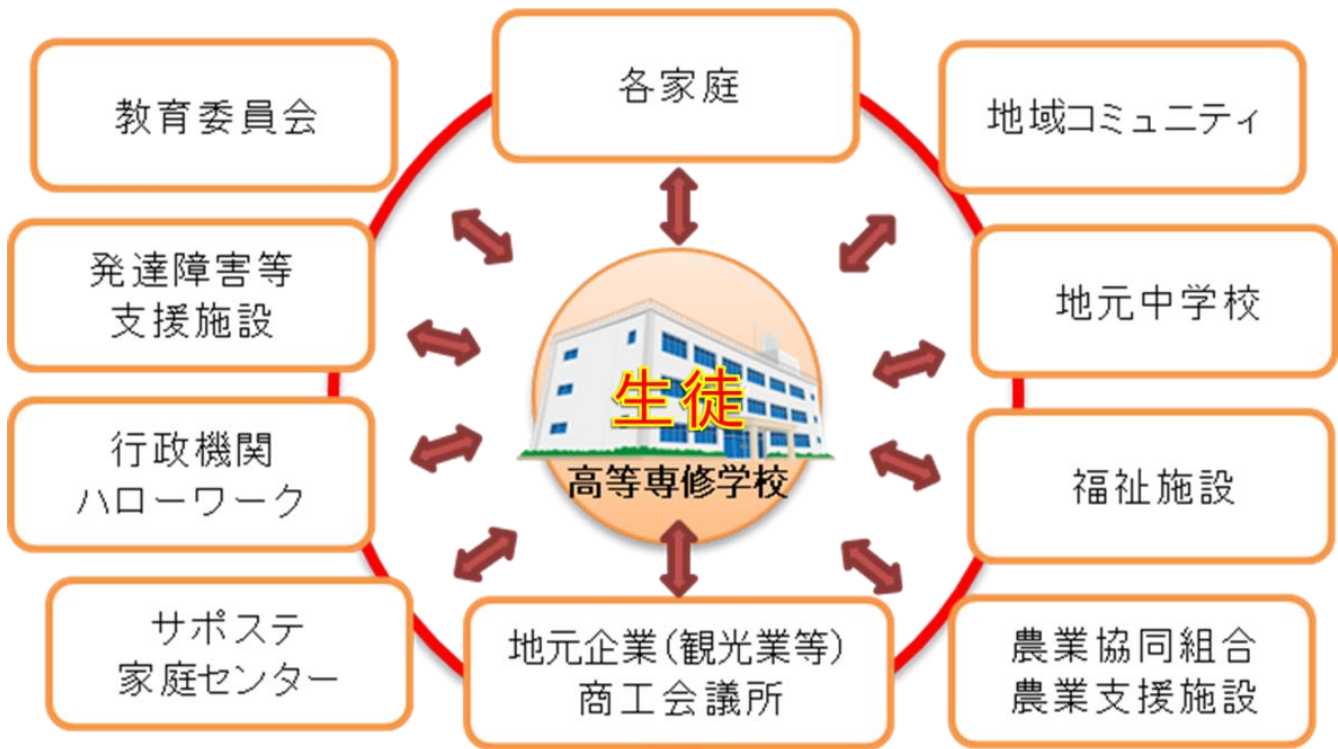 教育委員会
各家庭
地域コミュニティ
発達障害等
支援施設
地元中学校
生徒
高等専修学校
行政機関
ハローワーク
福祉施設
サポステ
家庭センター
地元企業(観光業等)
商工会議所
農業協同組合
農業支援施設